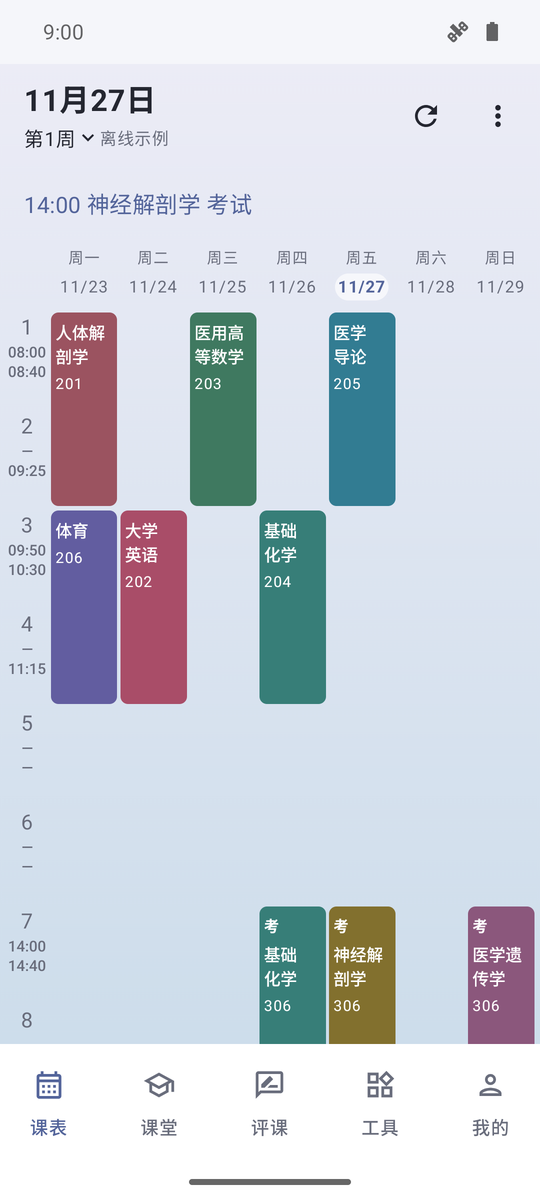 9:00
11月27日
第1周 离线示例
14:00 神经解剖学 考试
周一 周二 周三 周四 周五 周六 周日
11/23 11/24 11/25 11/26 11/27 11/28 11/29
1
08:00
08:40
2
—
09:25
人体解
剖学
201
医用高
等数学
203
医学
导论
205
3
09:50
10:30
4
—
11:15
体育
206
大学
英语
202
基础
化学
204
5
—
—
6
—
—
7
14:00
14:40
8
考
基础
化学
306
考
神经解
剖学
306
考
医学遗
传学
306
课表 课堂 评课 工具 我的